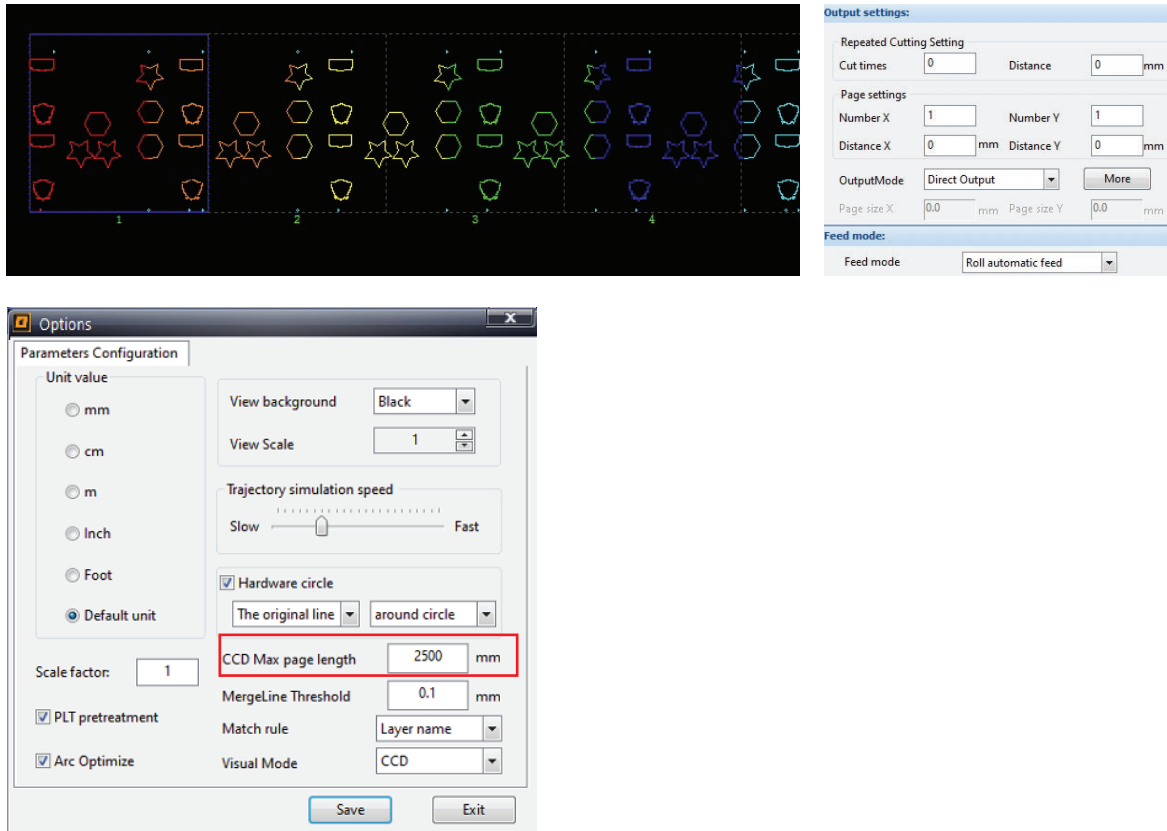 1 2 3 4
Output settings:
Repeated Cutting Setting
Cut times 0 Distance 0 mm
Page settings
Number X 1 Number Y 1
Distance X 0 mm Distance Y 0 mm
OutputMode Direct Output More
Page size X 0.0 mm Page size Y 0.0 mm
Feed mode:
Feed mode Roll automatic feed
Options
Parameters Configuration
Unit value
mm
cm
m
Inch
Foot
Default unit
Scale factor: 1
PLT pretreatment
Arc Optimize
View background Black
View Scale 1
Trajectory simulation speed
Slow Fast
Hardware circle
The original line around circle
CCD Max page length 2500 mm
MergeLine Threshold 0.1 mm
Match rule Layer name
Visual Mode CCD
Save Exit